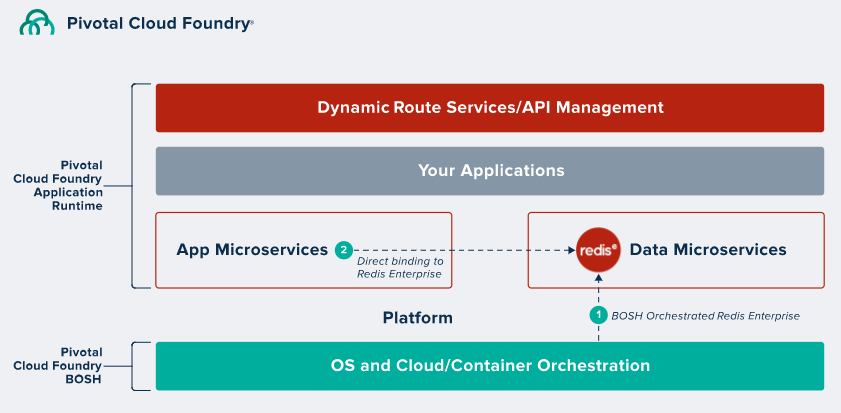 Pivotal Cloud Foundry®
Dynamic Route Services/API Management
Your Applications
Pivotal
Cloud Foundry
Application
Runtime
App Microservices
2
Direct binding to
Redis Enterprise
redis®
Data Microservices
Platform
1
BOSH Orchestrated Redis Enterprise
Pivotal
Cloud Foundry
BOSH
OS and Cloud/Container Orchestration